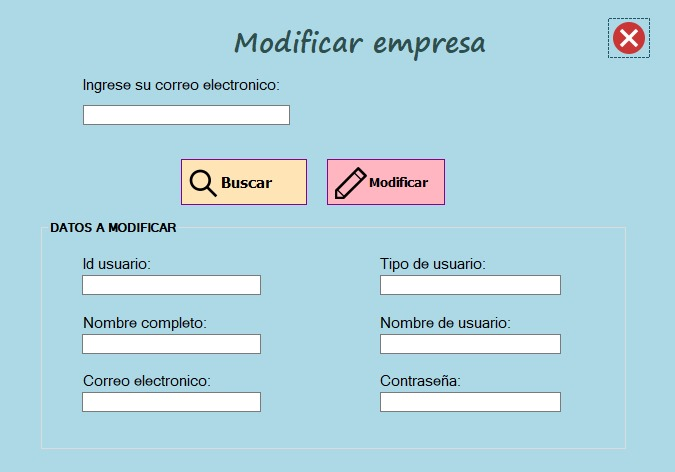 Modificar empresa
Ingrese su correo electronico:
Buscar
Modificar
DATOS A MODIFICAR
Id usuario:
Tipo de usuario:
Nombre completo:
Nombre de usuario:
Correo electronico:
Contraseña: